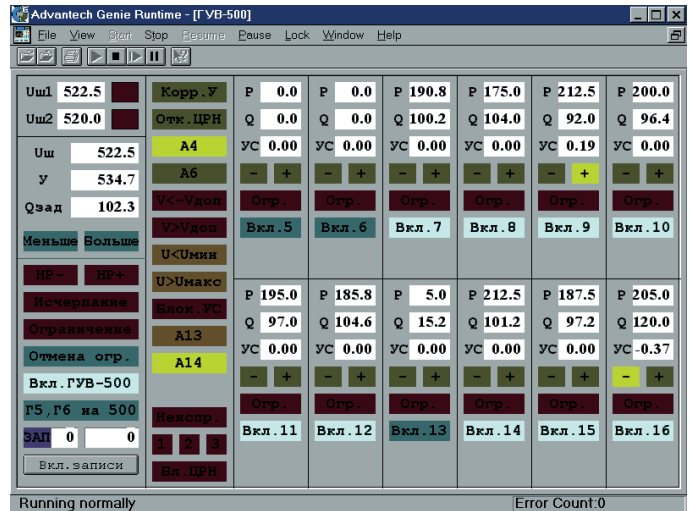 Advantech Genie Runtime - [ГУВ-500]
File View Start Stop Resume Pause Lock Window Help
Uш1 522.5
Uш2 520.0
Uш 522.5
У 534.7
Qзад 102.3
Меньше Больше
НР- НР+
Исчерпание
Ограничение
Отмена огр.
Вкл.ГУВ-500
Г5,Г6 на 500
ЗАП 0 0
Вкл.записи
Корр.У
Отк.ЦРН
А4
А6
V<-Vдоп
V>Vдоп
U<Uмин
U>Uмакс
Блок.УС
А13
А14
Неиспр.
1 2 3
Бл.ЦРН
P 0.0 P 0.0 P 190.8 P 175.0 P 212.5 P 200.0
Q 0.0 Q 0.0 Q 100.2 Q 104.0 Q 92.0 Q 96.4
УС 0.00 УС 0.00 УС 0.00 УС 0.00 УС 0.19 УС 0.00
- + - + - + - + - + - +
Огр. Огр. Огр. Огр. Огр. Огр.
Вкл.5 Вкл.6 Вкл.7 Вкл.8 Вкл.9 Вкл.10
P 195.0 P 185.8 P 5.0 P 212.5 P 187.5 P 205.0
Q 97.0 Q 104.6 Q 15.2 Q 101.2 Q 97.2 Q 120.0
УС 0.00 УС 0.00 УС 0.00 УС 0.00 УС 0.00 УС -0.37
- + - + - + - + - + - +
Огр. Огр. Огр. Огр. Огр. Огр.
Вкл.11 Вкл.12 Вкл.13 Вкл.14 Вкл.15 Вкл.16
Running normally Error Count:0